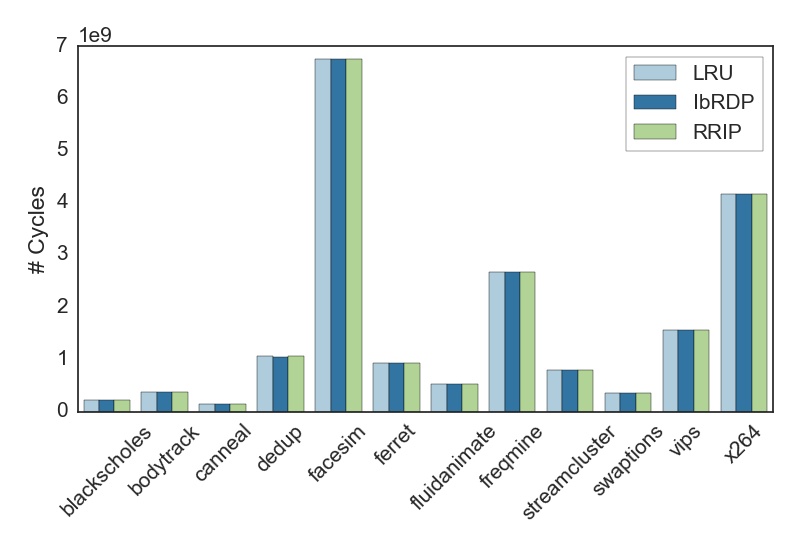 1e9
7
6
5
4
3
2
1
0
# Cycles
LRU
IbRDP
RRIP
blackscholes
bodytrack
canneal
dedup
facesim
ferret
fluidanimate
freqmine
streamcluster
swaptions
vips
x264